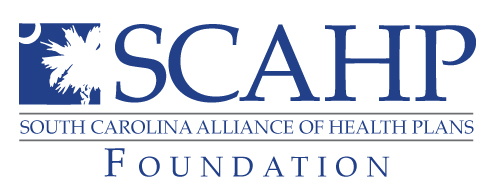 SCAHP
SOUTH CAROLINA ALLIANCE OF HEALTH PLANS
FOUNDATION